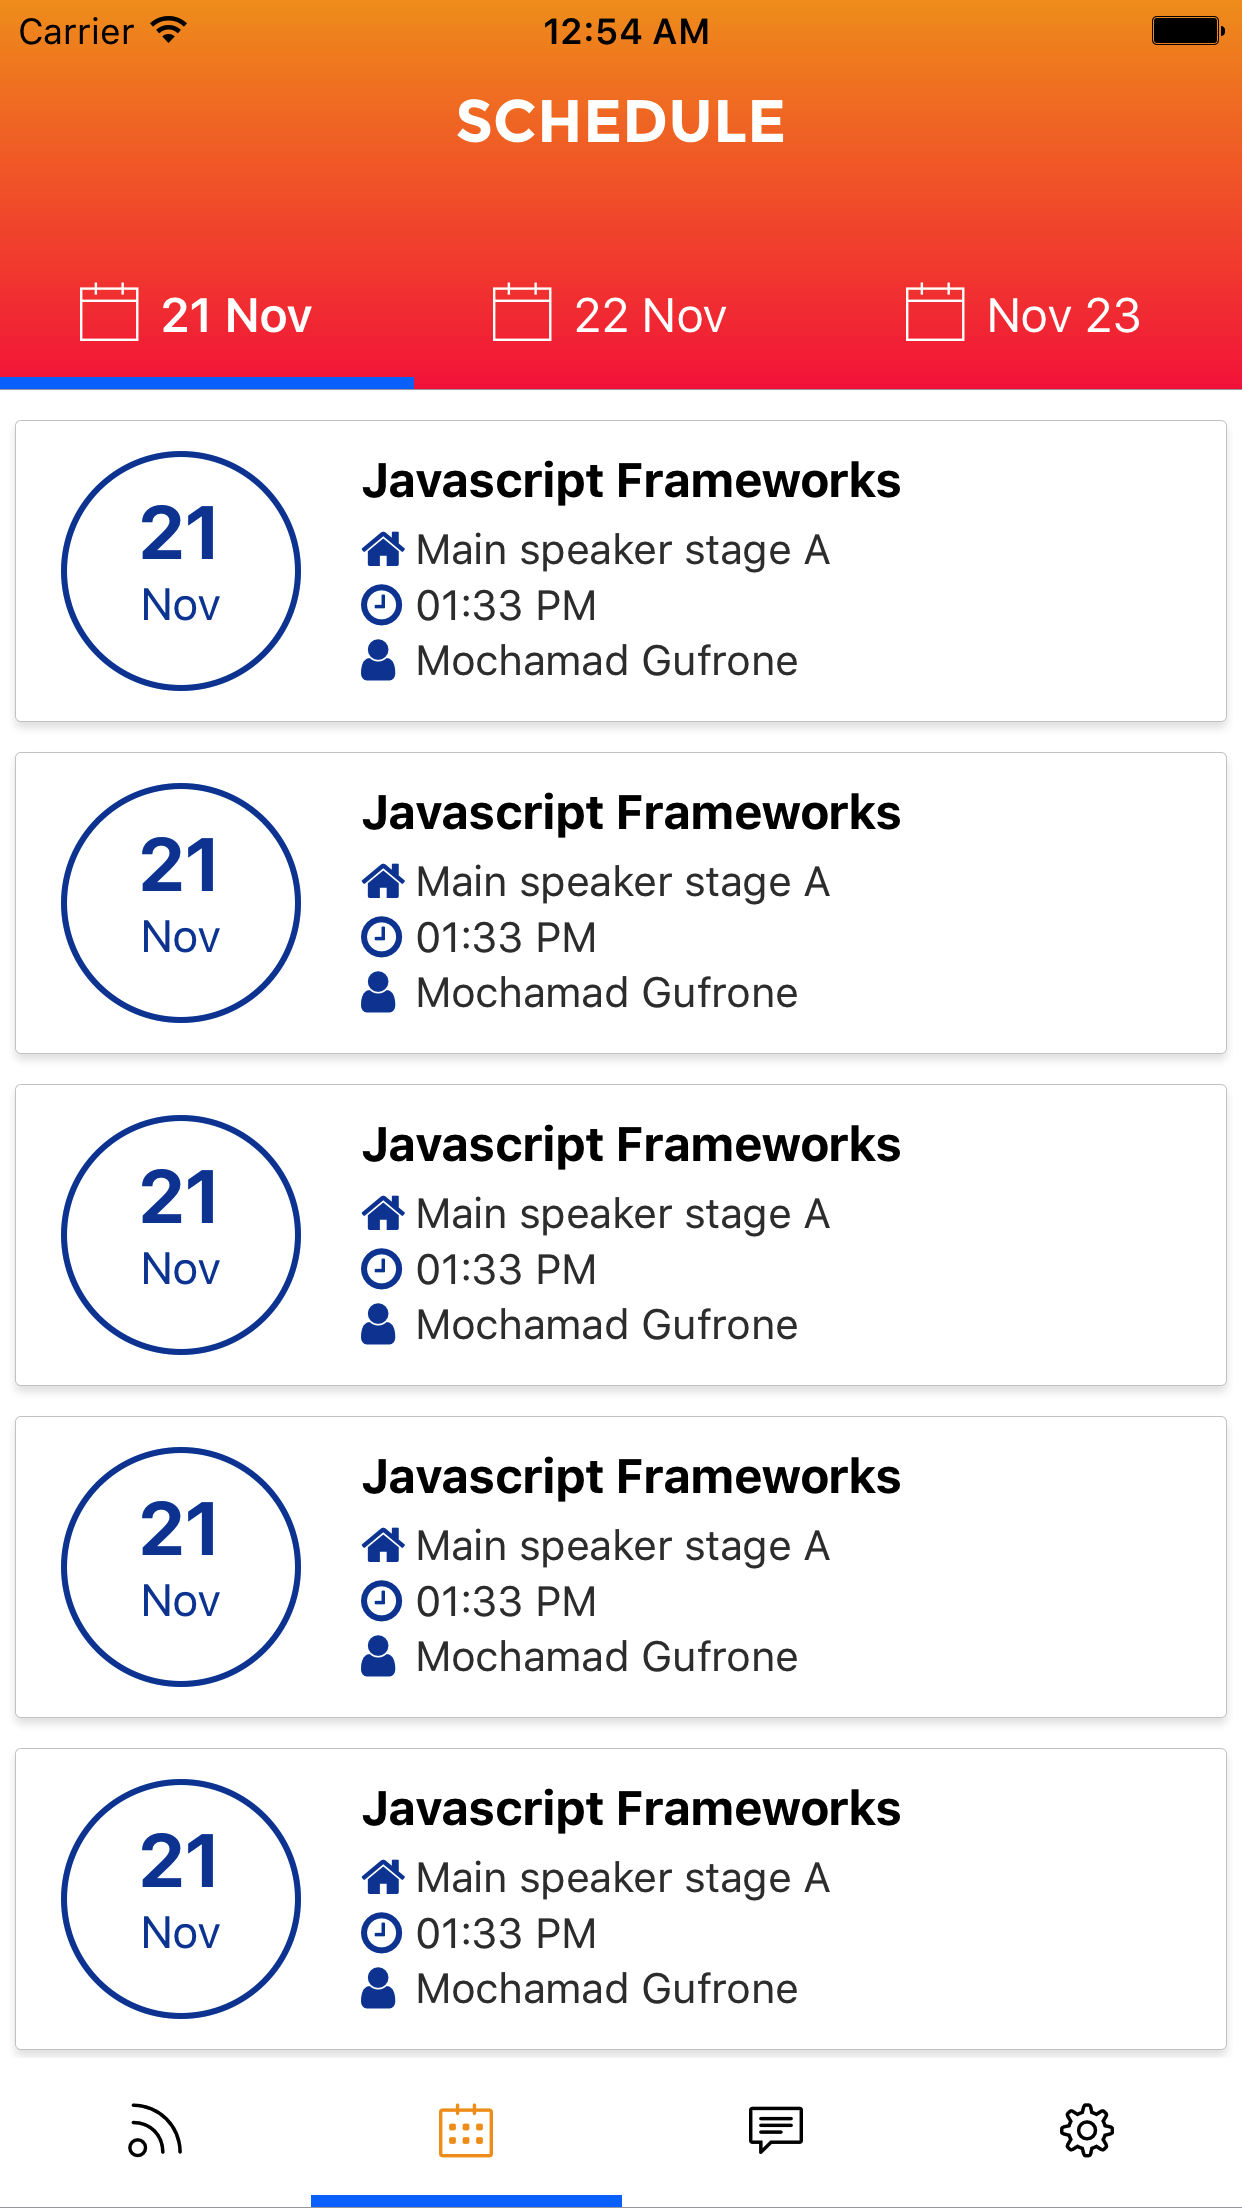 Carrier 12:54 AM
SCHEDULE
21 Nov 22 Nov Nov 23
21
Nov
Javascript Frameworks
Main speaker stage A
01:33 PM
Mochamad Gufrone
21
Nov
Javascript Frameworks
Main speaker stage A
01:33 PM
Mochamad Gufrone
21
Nov
Javascript Frameworks
Main speaker stage A
01:33 PM
Mochamad Gufrone
21
Nov
Javascript Frameworks
Main speaker stage A
01:33 PM
Mochamad Gufrone
21
Nov
Javascript Frameworks
Main speaker stage A
01:33 PM
Mochamad Gufrone